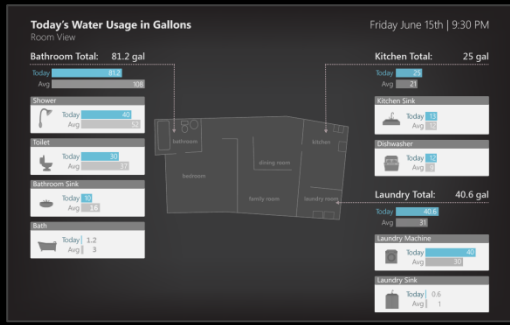 Today's Water Usage in Gallons
Room View
Friday June 15th | 9:30 PM
Bathroom Total: 81.2 gal
Today 81.2
Avg 108
Shower
Today 40
Avg
Toilet
Today 30
Avg
Bathroom Sink
Today 10
Avg
Bath
Today 1.2
Avg 3
bathroom
bedroom
dining room
family room
kitchen
laundry room
Kitchen Total: 25 gal
Today 25
Avg 21
Kitchen Sink
Today 13
Avg
Dishwasher
Today 12
Avg
Laundry Total: 40.6 gal
Today 40.6
Avg 31
Laundry Machine
Today 40
Avg 30
Laundry Sink
Today 0.6
Avg 1